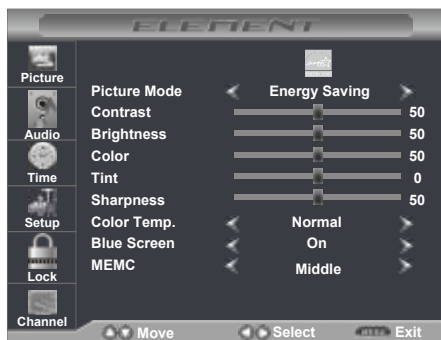 ELEMENT
Picture
Audio
Time
Setup
Lock
Channel
Picture Mode Energy Saving
Contrast 50
Brightness 50
Color 50
Tint 0
Sharpness 50
Color Temp. Normal
Blue Screen On
MEMC Middle
Move Select Exit